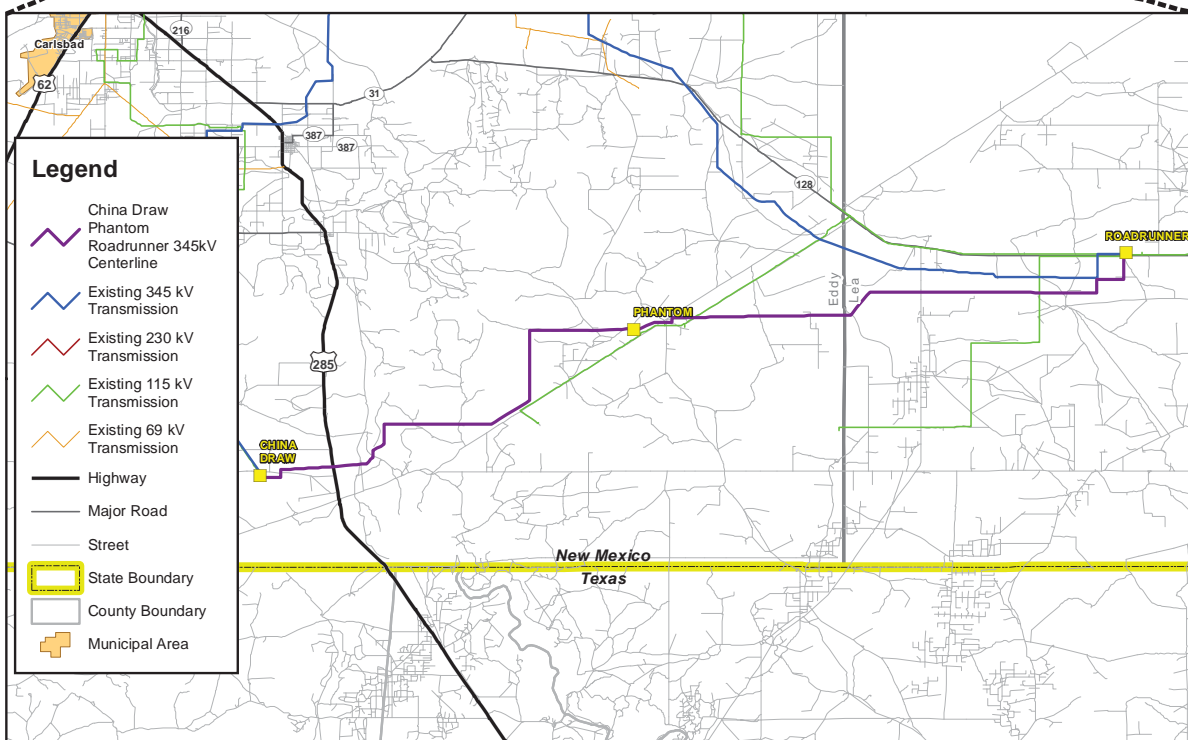 216
Carlsbad
62
31
387
387
128
Legend
China Draw
Phantom
Roadrunner 345kV
Centerline
Existing 345 kV
Transmission
Existing 230 kV
Transmission
Existing 115 kV
Transmission
Existing 69 kV
Transmission
Highway
Major Road
Street
State Boundary
County Boundary
Municipal Area
ROADRUNNER
Eddy
Lea
PHANTOM
285
CHINA
DRAW
New Mexico
Texas